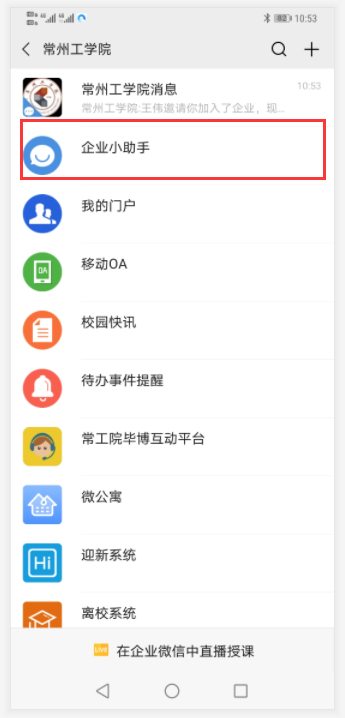 10:53
常州工学院
常州工学院消息
10:53
常州工学院:王伟邀请你加入了企业，现...
企业小助手
我的门户
移动OA
OA
校园快讯
待办事件提醒
常工院毕博互动平台
微公寓
迎新系统
Hi
离校系统
LIVE
在企业微信中直播授课